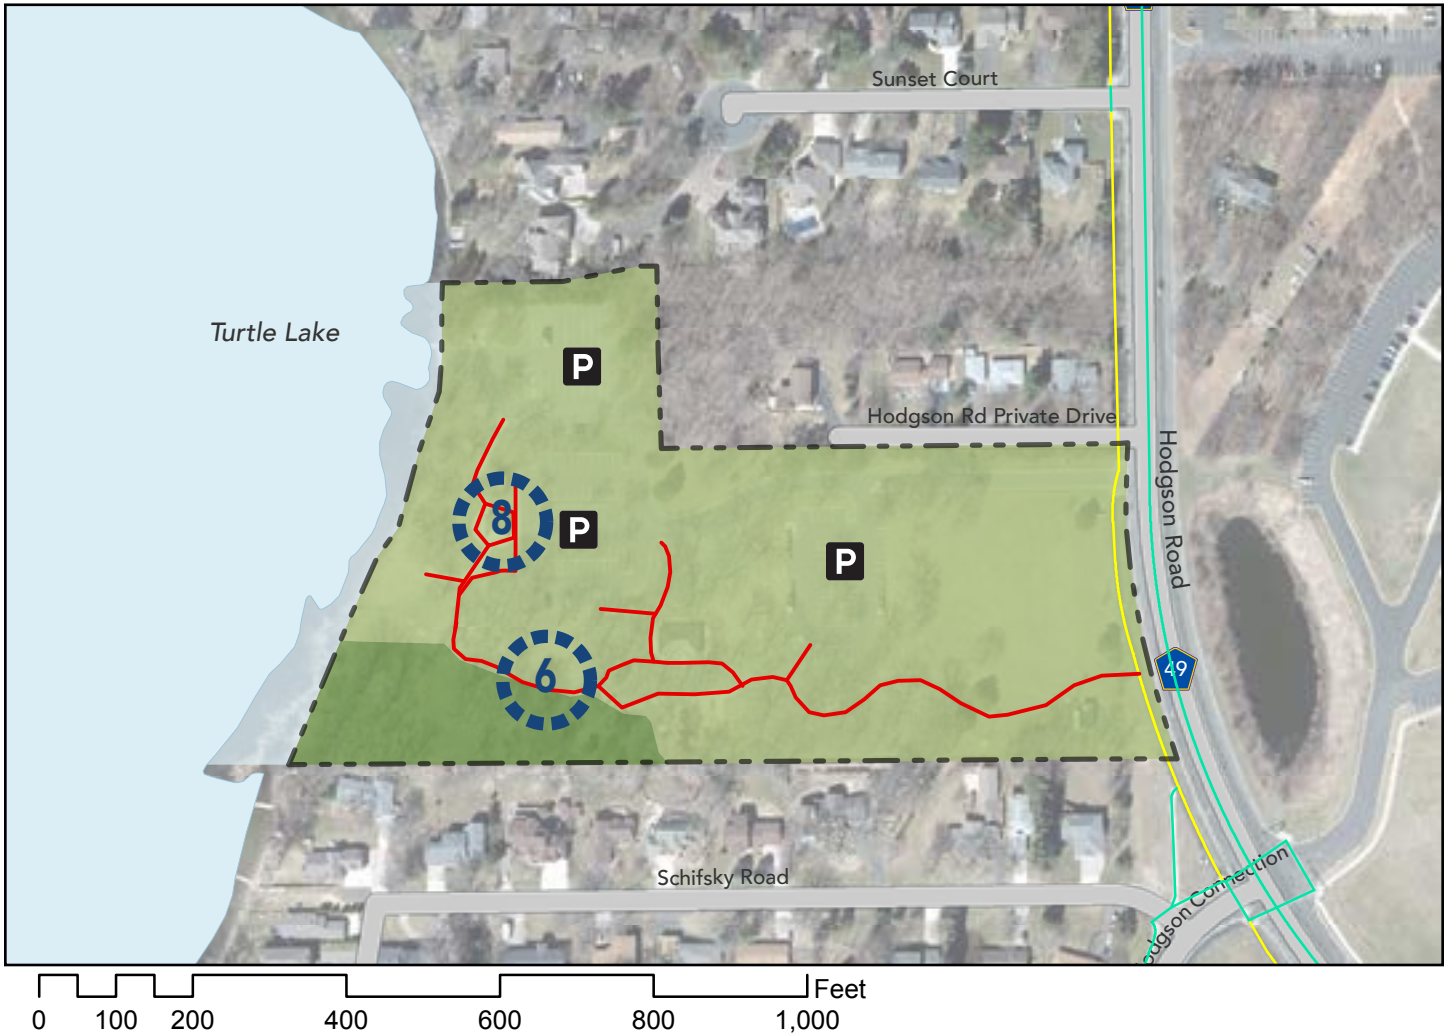 Sunset Court
Turtle Lake
P
Hodgson Rd Private Drive
Hodgson Road
8
P
P
6
49
Schifsky Road
odgson Connection
Feet
0 100 200 400 600 800 1,000